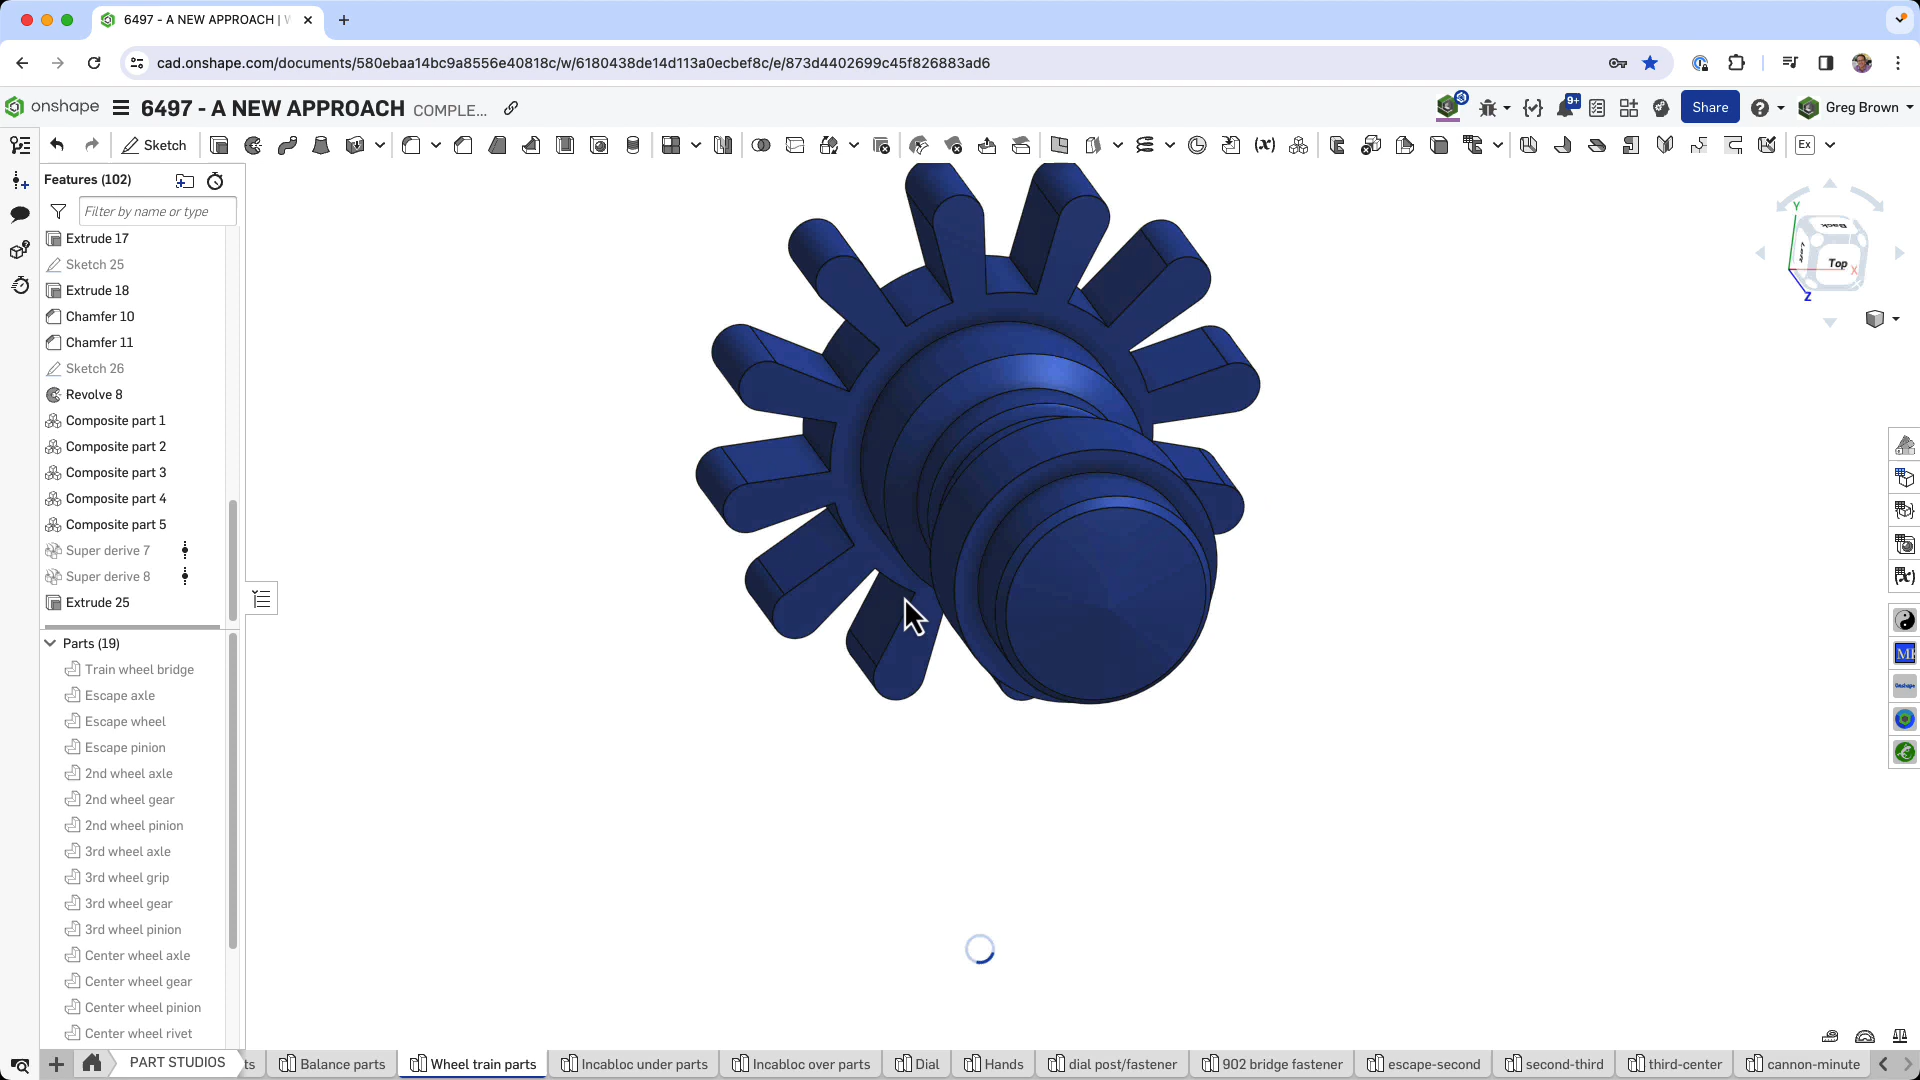 6497 - A NEW APPROACH |
cad.onshape.com/documents/580ebaa14bc9a8556e40818c/w/6180438de14d113a0ecbef8c/e/873d4402699c45f826883ad6
onshape
6497 - A NEW APPROACH COMPLE...
9+
Share
Greg Brown
Sketch
(x)
Ex
Features (102)
Filter by name or type
Extrude 17
Sketch 25
Extrude 18
Chamfer 10
Chamfer 11
Sketch 26
Revolve 8
Composite part 1
Composite part 2
Composite part 3
Composite part 4
Composite part 5
Super derive 7
Super derive 8
Extrude 25
Parts (19)
Train wheel bridge
Escape axle
Escape wheel
Escape pinion
2nd wheel axle
2nd wheel gear
2nd wheel pinion
3rd wheel axle
3rd wheel grip
3rd wheel gear
3rd wheel pinion
Center wheel axle
Center wheel gear
Center wheel pinion
Center wheel rivet
Y
Back
Left
Top
X
Z
(x)
Onshape
PART STUDIOS
ts
Balance parts
Wheel train parts
Incabloc under parts
Incabloc over parts
Dial
Hands
dial post/fastener
902 bridge fastener
escape-second
second-third
third-center
cannon-minute